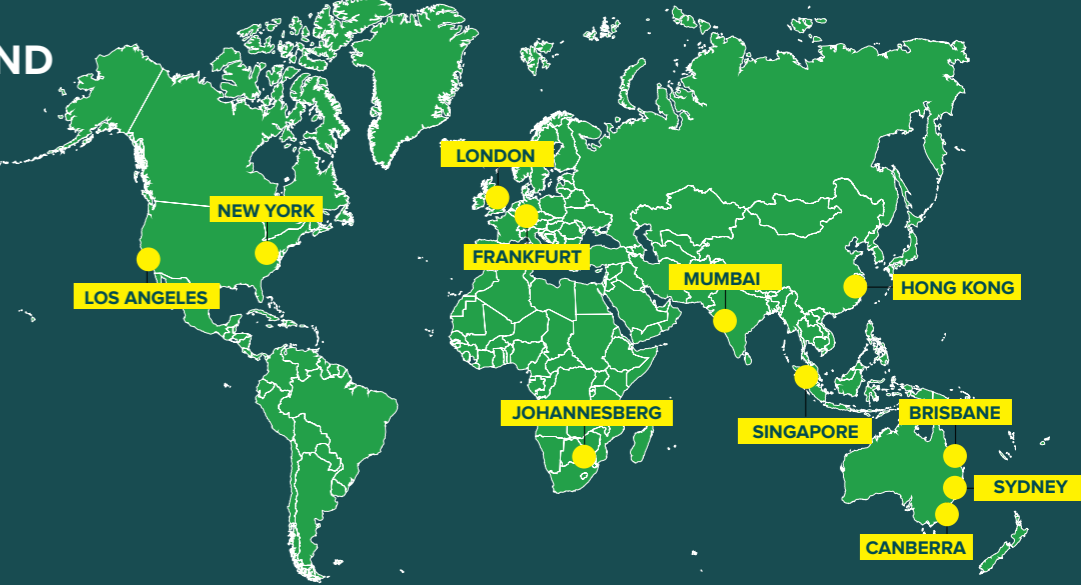 ND
LONDON
NEW YORK
FRANKFURT
MUMBAI
LOS ANGELES
HONG KONG
JOHANNESBERG
BRISBANE
SINGAPORE
SYDNEY
CANBERRA